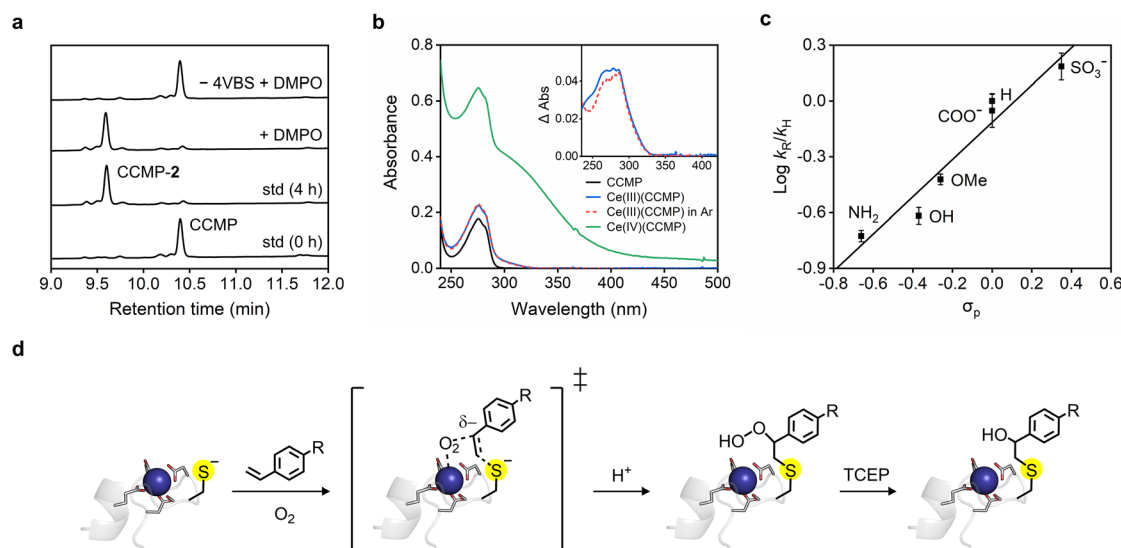 a
− 4VBS + DMPO
+ DMPO
CCMP-2
std (4 h)
CCMP
std (0 h)
9.0 9.5 10.0 10.5 11.0 11.5 12.0
Retention time (min)
b
Absorbance
0.8
0.6
0.4
0.2
0.0
250 300 350 400 450 500
Wavelength (nm)
Δ Abs
0.04
0.00
250 300 350 400
CCMP
Ce(III)(CCMP)
Ce(III)(CCMP) in Ar
Ce(IV)(CCMP)
c
Log kR/kH
0.3
0.0
-0.3
-0.6
-0.9
-0.8 -0.6 -0.4 -0.2 0.0 0.2 0.4 0.6
σp
SO3−
H
COO−
OMe
NH2
OH
d
S −
R
O2
δ–
R
O2
S −
‡
H+
R
O
HO
S
TCEP
R
HO
S